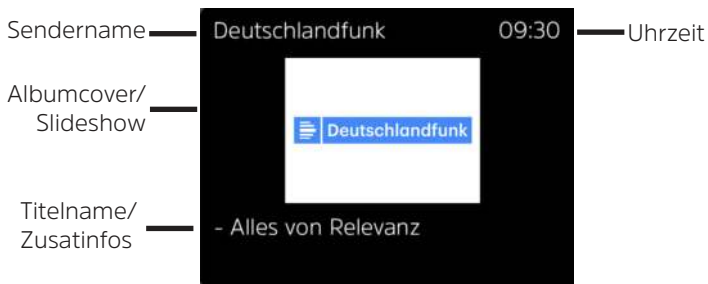 Sendername
Deutschlandfunk
09:30
Uhrzeit
Albumcover/
Slideshow
Deutschlandfunk
Titelname/
Zusatinfos
- Alles von Relevanz